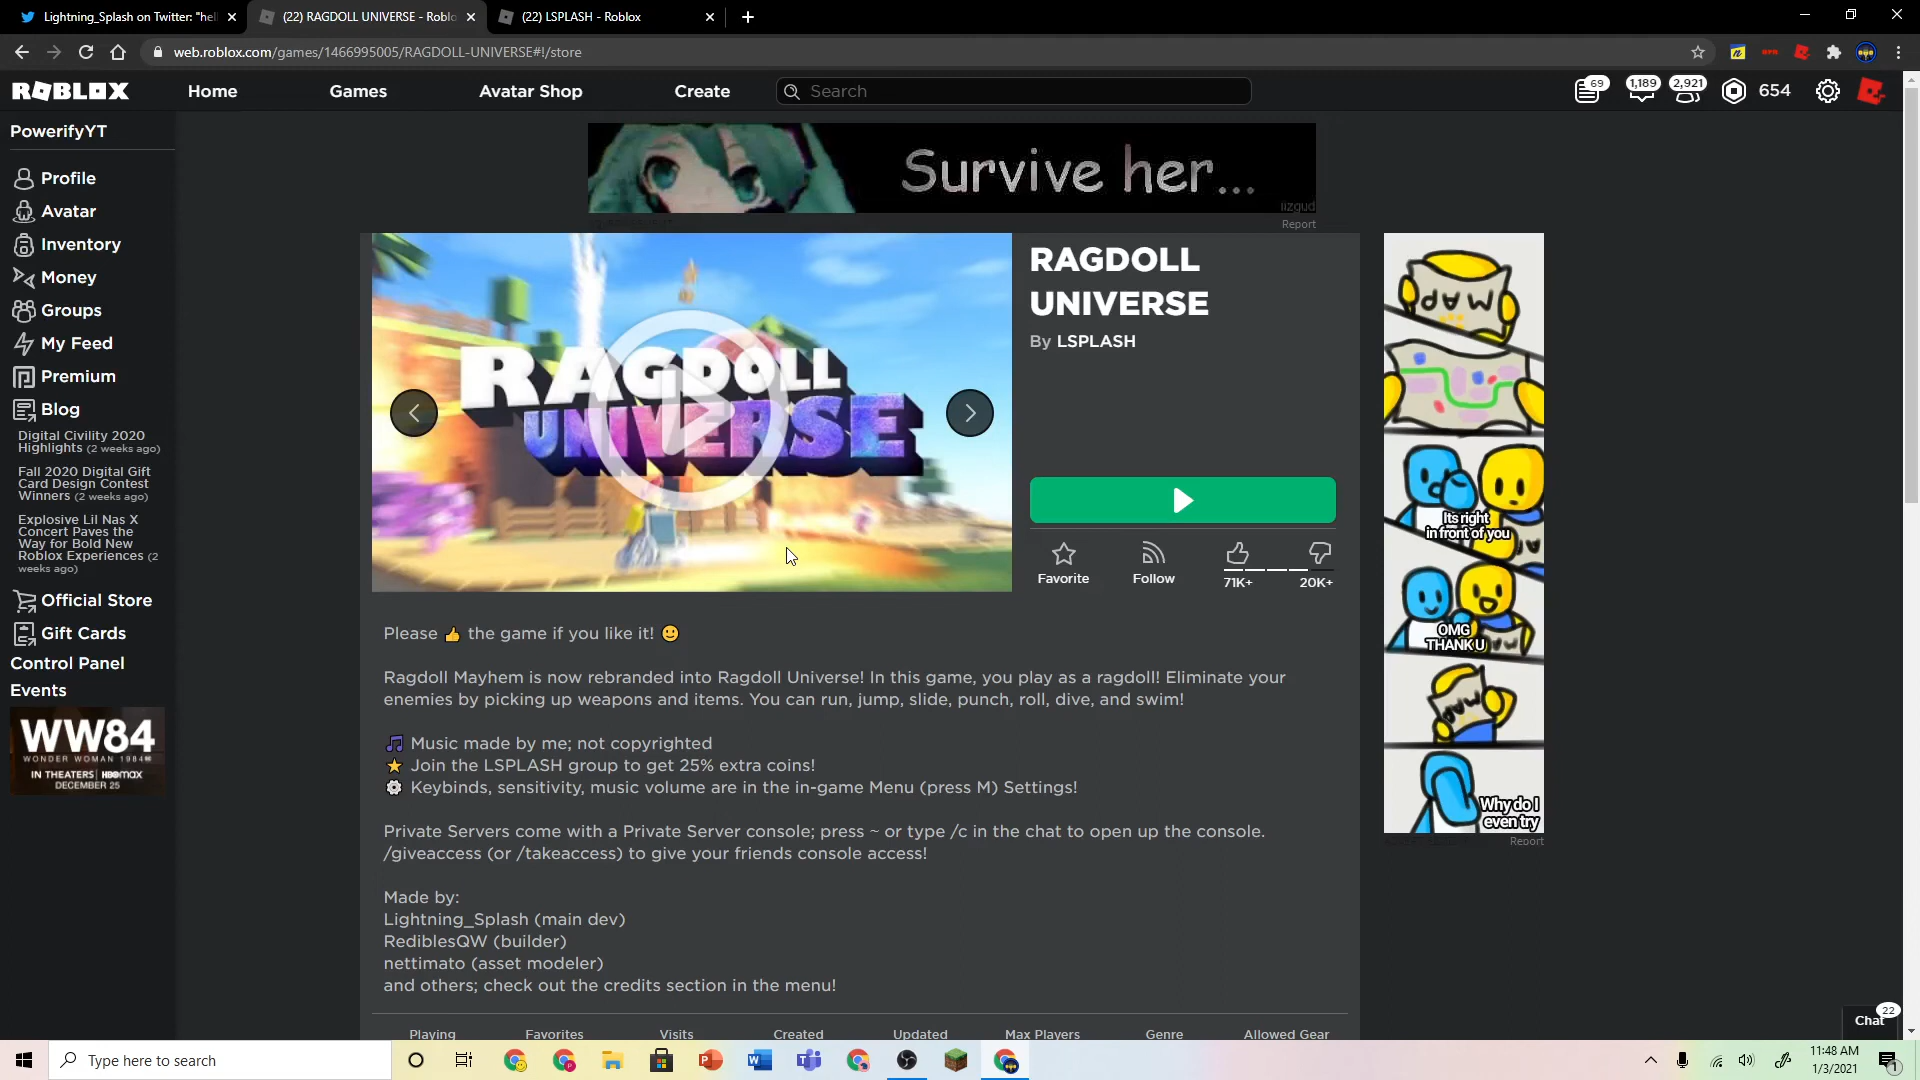 Lightning_Splash on Twitter: "hel
(22) RAGDOLL UNIVERSE - Roblo
(22) LSPLASH - Roblox
web.roblox.com/games/1466995005/RAGDOLL-UNIVERSE#!/store
ROBLOX
Home
Games
Avatar Shop
Create
Search
69
1,189
2,921
654
PowerifyYT
Profile
Avatar
Inventory
Money
Groups
My Feed
Premium
Blog
Digital Civility 2020
Highlights (2 weeks ago)
Fall 2020 Digital Gift
Card Design Contest
Winners (2 weeks ago)
Explosive Lil Nas X
Concert Paves the
Way for Bold New
Roblox Experiences (2
weeks ago)
Official Store
Gift Cards
Control Panel
Events
WW84
WONDER WOMAN 1984
IN THEATERS | HBOMAX
DECEMBER 25
Survive her...
iizgud
Report
RAGDOLL
UNIVERSE
RAGDOLL
UNIVERSE
By LSPLASH
Favorite
Follow
71K+
20K+
Please 👍 the game if you like it! 🙂
Ragdoll Mayhem is now rebranded into Ragdoll Universe! In this game, you play as a ragdoll! Eliminate your
enemies by picking up weapons and items. You can run, jump, slide, punch, roll, dive, and swim!
🎵 Music made by me; not copyrighted
⭐ Join the LSPLASH group to get 25% extra coins!
⚙ Keybinds, sensitivity, music volume are in the in-game Menu (press M) Settings!
Private Servers come with a Private Server console; press ~ or type /c in the chat to open up the console.
/giveaccess (or /takeaccess) to give your friends console access!
Made by:
Lightning_Splash (main dev)
RediblesQW (builder)
nettimato (asset modeler)
and others; check out the credits section in the menu!
Playing
Favorites
Visits
Created
Updated
Max Players
Genre
Allowed Gear
MAP
Its right
in front of you
OMG
THANK U
MAP
Why do I
even try
Report
Chat
22
Type here to search
11:48 AM
1/3/2021
1